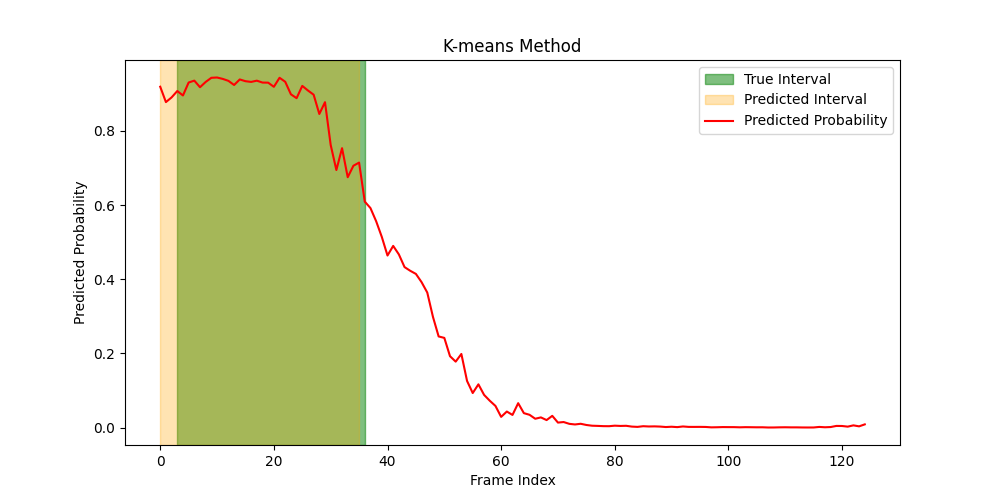 K-means Method
True Interval
Predicted Interval
Predicted Probability
Predicted Probability
0.8
0.6
0.4
0.2
0.0
0 20 40 60 80 100 120
Frame Index